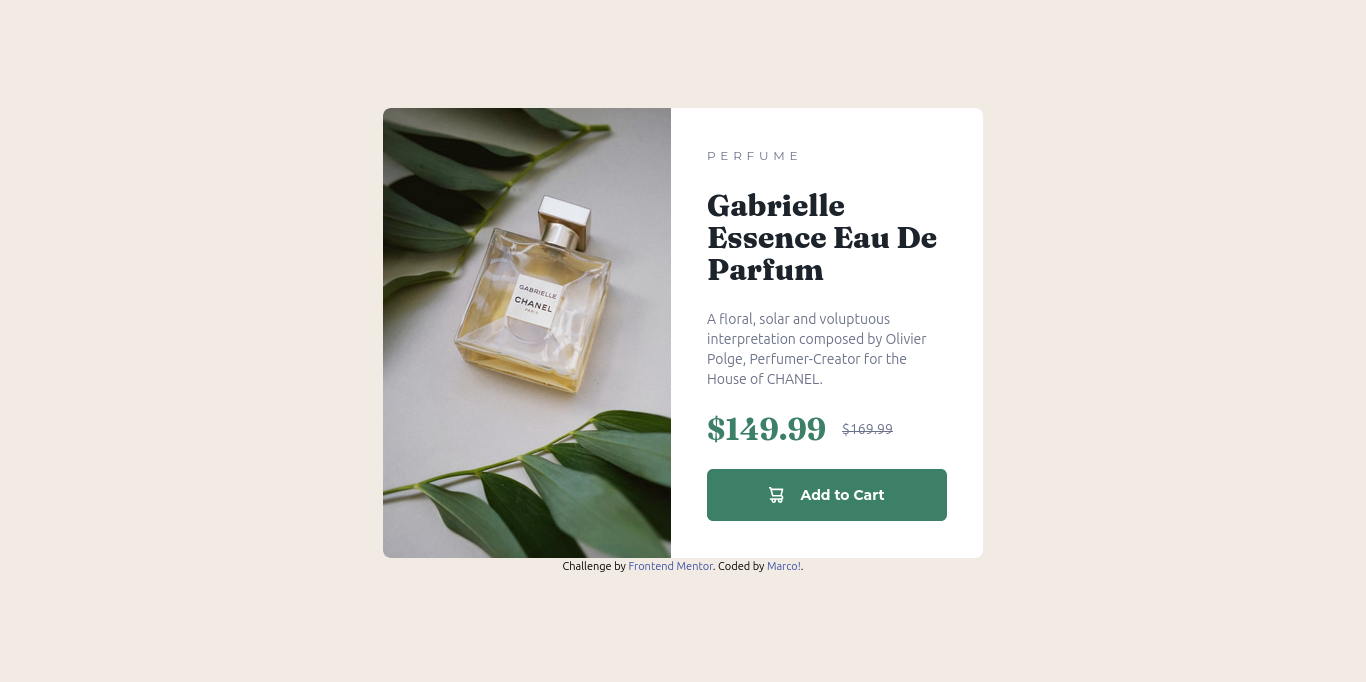 GABRIELLE
CHANEL
PARIS
PERFUME
Gabrielle
Essence Eau De
Parfum
A floral, solar and voluptuous
interpretation composed by Olivier
Polge, Perfumer-Creator for the
House of CHANEL.
$149.99 $169.99
Add to Cart
Challenge by Frontend Mentor. Coded by Marco!.